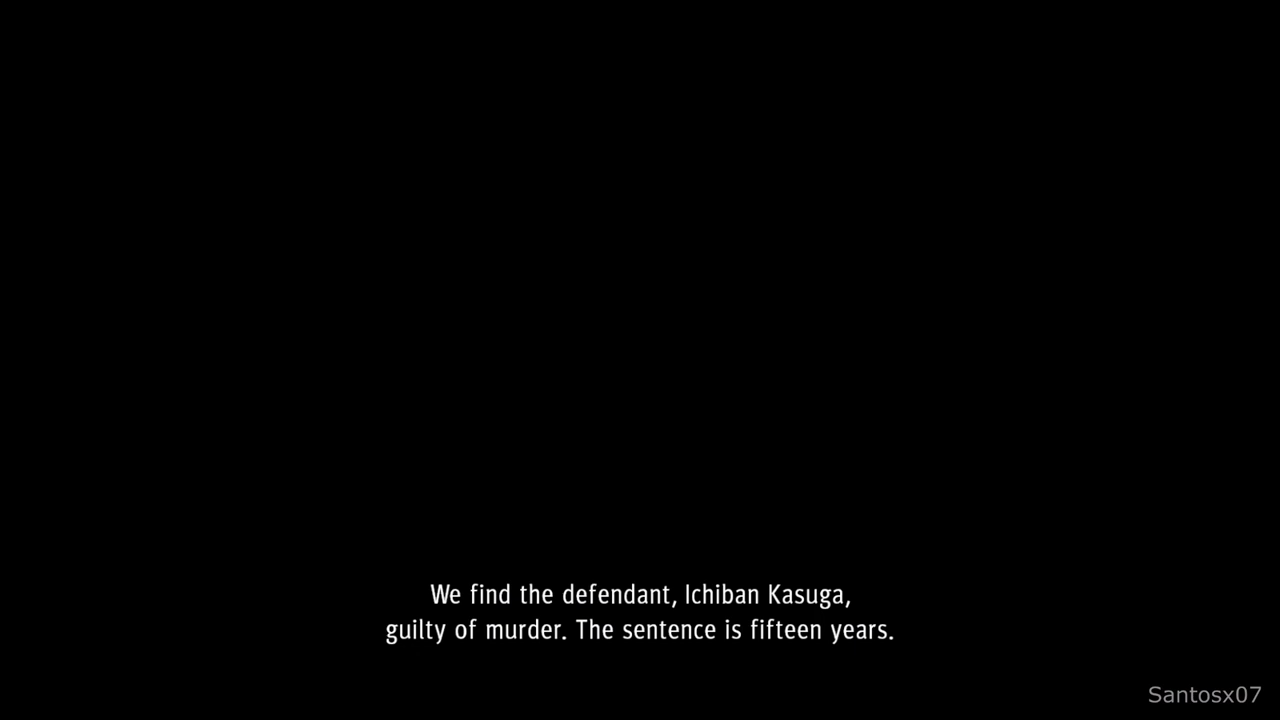 We find the defendant, Ichiban Kasuga,
guilty of murder. The sentence is fifteen years.
Santosx07